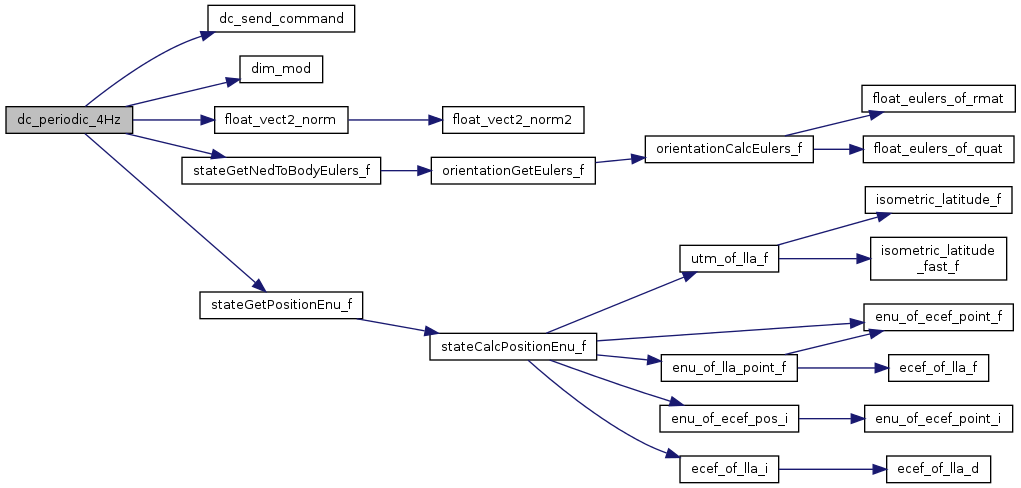 dc_send_command
dim_mod
dc_periodic_4Hz
float_vect2_norm
float_vect2_norm2
stateGetNedToBodyEulers_f
orientationGetEulers_f
orientationCalcEulers_f
float_eulers_of_rmat
float_eulers_of_quat
stateGetPositionEnu_f
stateCalcPositionEnu_f
utm_of_lla_f
isometric_latitude_f
isometric_latitude
_fast_f
enu_of_ecef_point_f
enu_of_lla_point_f
ecef_of_lla_f
enu_of_ecef_pos_i
enu_of_ecef_point_i
ecef_of_lla_i
ecef_of_lla_d